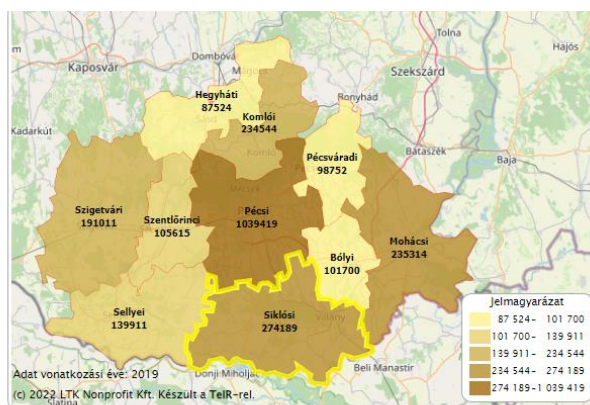 Tolna
Dombóvár
Kaposvár
Hajós
Szekszárd
Hegyháti
87524
Bonyhád
Komlói
234544
Kadarkút
Bátaszék
Pécsváradi
98752
Baja
Szigetvári
191011
Szentlőrinci
105615
Pécsi
1039419
Mohácsi
235314
Bólyi
101700
Sellyei
139911
Siklósi
274189
Villány
Jelmagyarázat
87 524- 101 700
101 700- 139 911
139 911- 234 544
234 544- 274 189
274 189-1 039 419
Beli Manastir
Donji Miholjac
Adat vonatkozási éve: 2019
Slatina
(c) 2022 LTK Nonprofit Kft. Készült a TeIR-rel.